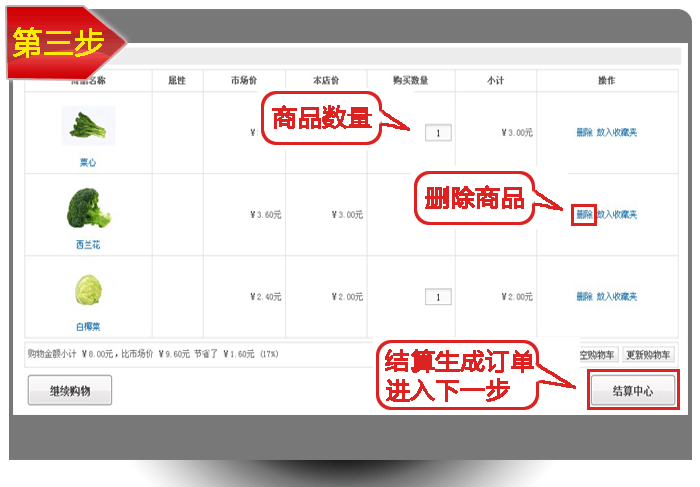 第三步
商品名称 属性 市场价 本店价 购买数量 小计 操作
商品数量
¥ 1 ¥3.00元 删除 放入收藏夹
菜心
删除商品
¥3.60元 ¥3.00元 删除 放入收藏夹
西兰花
¥2.40元 ¥2.00元 1 ¥2.00元 删除 放入收藏夹
白椰菜
购物金额小计 ¥8.00元,比市场价 ¥9.60元 节省了 ¥1.60元 (17%) 空购物车 更新购物车
结算生成订单
进入下一步
继续购物 结算中心